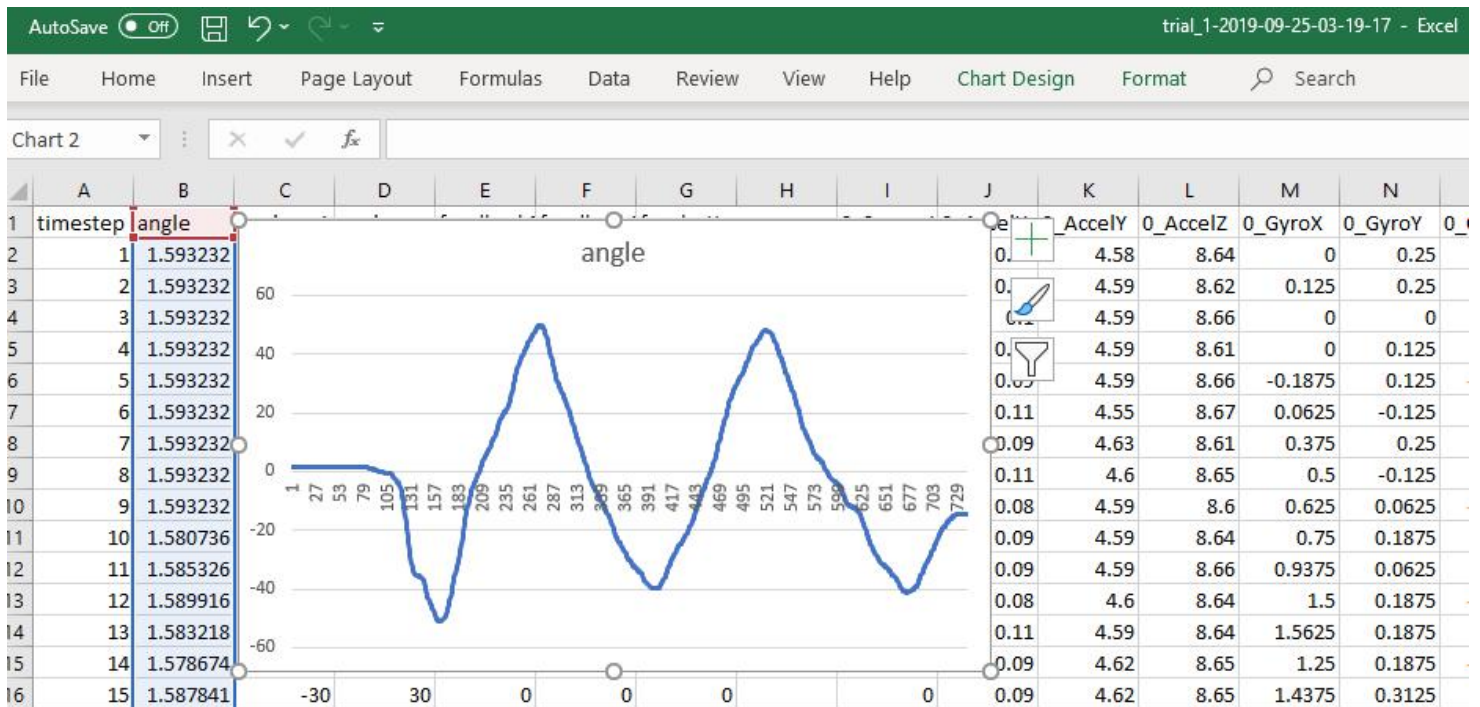 AutoSave Off trial_1-2019-09-25-03-19-17 - Excel
File Home Insert Page Layout Formulas Data Review View Help Chart Design Format Search
Chart 2 fx
A B C D E F G H I J K L M N
1 timestep angle AccelY 0_AccelZ 0_GyroX 0_GyroY
2 1 1.593232 4.58 8.64 0 0.25
3 2 1.593232 4.59 8.62 0.125 0.25
4 3 1.593232 4.59 8.66 0 0
5 4 1.593232 4.59 8.61 0 0.125
6 5 1.593232 4.59 8.66 -0.1875 0.125
7 6 1.593232 0.11 4.55 8.67 0.0625 -0.125
8 7 1.593232 0.09 4.63 8.61 0.375 0.25
9 8 1.593232 0.11 4.6 8.65 0.5 -0.125
10 9 1.593232 0.08 4.59 8.6 0.625 0.0625
11 10 1.580736 0.09 4.59 8.64 0.75 0.1875
12 11 1.585326 0.09 4.59 8.66 0.9375 0.0625
13 12 1.589916 0.08 4.6 8.64 1.5 0.1875
14 13 1.583218 0.11 4.59 8.64 1.5625 0.1875
15 14 1.578674 0.09 4.62 8.65 1.25 0.1875
16 15 1.587841 -30 30 0 0 0 0 0.09 4.62 8.65 1.4375 0.3125
angle
60
40
20
0
-20
-40
-60
1 27 53 79 105 131 157 183 209 235 261 287 313 339 365 391 417 443 469 495 521 547 573 599 625 651 677 703 729